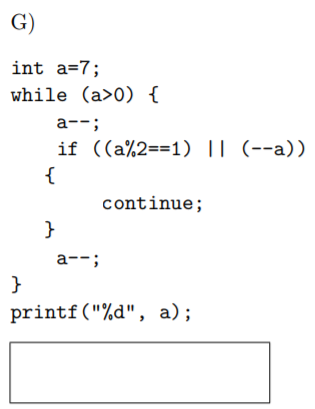 G)
int a=7;
while (a>0) {
    a--;
    if ((a%2==1) || (--a))
   {
        continue;
   }
    a--;
}
printf("%d", a);